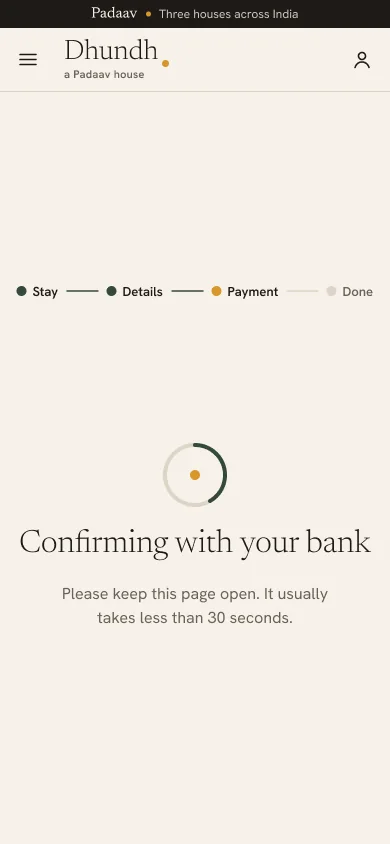 Padaav • Three houses across India
Dhundh.
a Padaav house
Stay Details Payment Done
Confirming with your bank
Please keep this page open. It usually
takes less than 30 seconds.